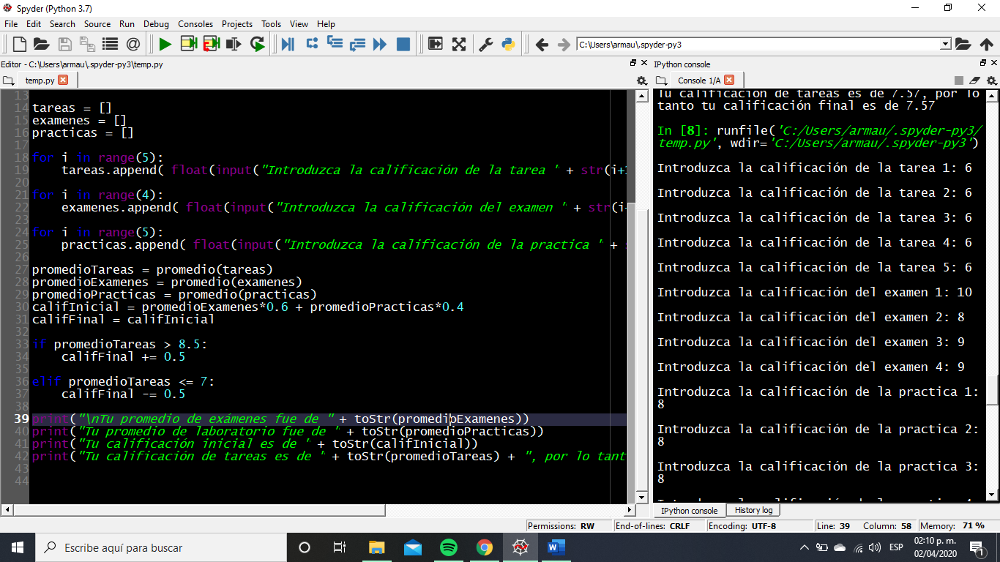 Spyder (Python 3.7)
File Edit Search Source Run Debug Consoles Projects Tools View Help
C:\Users\armau\.spyder-py3
Editor - C:\Users\armau\.spyder-py3\temp.py
temp.py
13
14 tareas = []
15 examenes = []
16 practicas = []
17
18 for i in range(5):
19 tareas.append( float(input("Introduzca la calificación de la tarea " + str(i+
20
21 for i in range(4):
22 examenes.append( float(input("Introduzca la calificación del examen " + str(i
23
24 for i in range(5):
25 practicas.append( float(input("Introduzca la calificación de la practica " +
26
27 promedioTareas = promedio(tareas)
28 promedioExamenes = promedio(examenes)
29 promedioPracticas = promedio(practicas)
30 califInicial = promedioExamenes*0.6 + promedioPracticas*0.4
31 califFinal = califInicial
32
33 if promedioTareas > 8.5:
34 califFinal += 0.5
35
36 elif promedioTareas <= 7:
37 califFinal -= 0.5
38
39 print("\nTu promedio de exámenes fue de " + toStr(promedioExamenes))
40 print("Tu promedio de laboratorio fue de " + toStr(promedioPracticas))
41 print("Tu calificación inicial es de " + toStr(califInicial))
42 print("Tu calificación de tareas es de " + toStr(promedioTareas) + ", por lo tant
43
44
IPython console
Console 1/A
Tu calificación de tareas es de 7.57, por lo
tanto tu calificación final es de 7.57
In [8]: runfile('C:/Users/armau/.spyder-py3/
temp.py', wdir='C:/Users/armau/.spyder-py3')
Introduzca la calificación de la tarea 1: 6
Introduzca la calificación de la tarea 2: 6
Introduzca la calificación de la tarea 3: 6
Introduzca la calificación de la tarea 4: 6
Introduzca la calificación de la tarea 5: 6
Introduzca la calificación del examen 1: 10
Introduzca la calificación del examen 2: 8
Introduzca la calificación del examen 3: 9
Introduzca la calificación del examen 4: 9
Introduzca la calificación de la practica 1:
8
Introduzca la calificación de la practica 2:
8
Introduzca la calificación de la practica 3:
8
IPython console History log
Permissions: RW End-of-lines: CRLF Encoding: UTF-8 Line: 39 Column: 58 Memory: 71 %
Escribe aquí para buscar
ESP
02:10 p. m.
02/04/2020
1